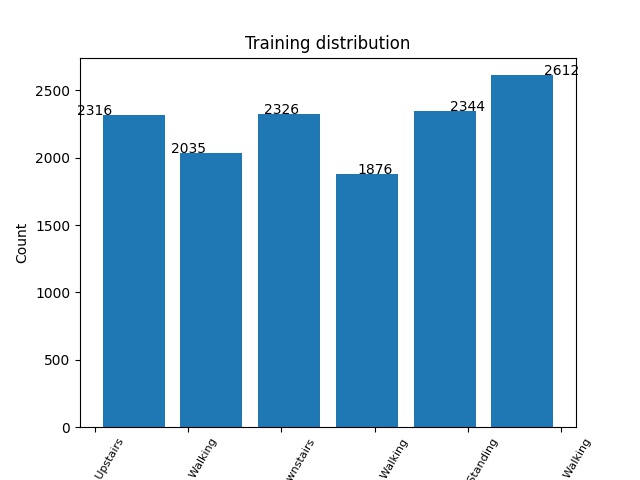 Training distribution
2612
2316
2344
2326
2035
1876
2500
2000
1500
1000
500
0
Count
Upstairs
Walking
wnstairs
Walking
Standing
Walking